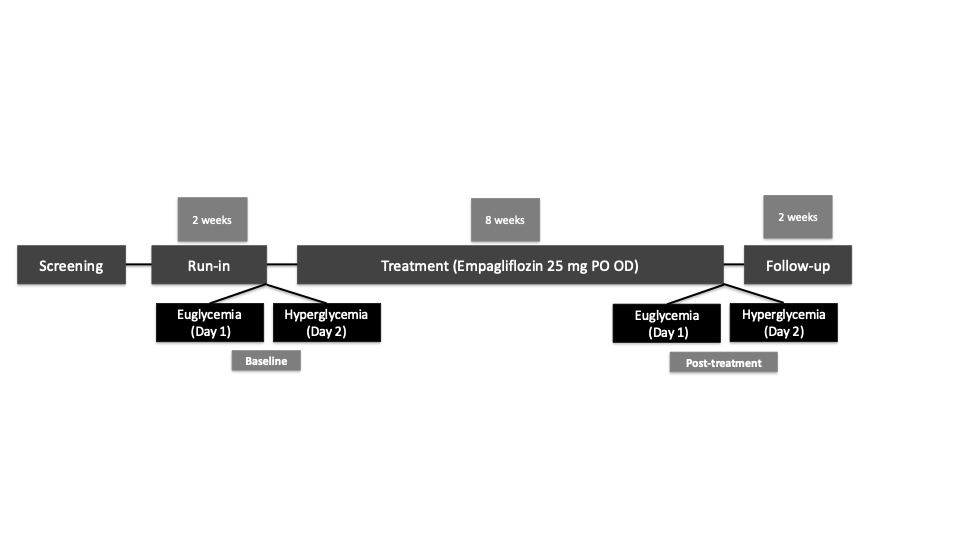 2 weeks
8 weeks
2 weeks
Screening
Run-in
Treatment (Empagliflozin 25 mg PO OD)
Follow-up
Euglycemia
(Day 1)
Hyperglycemia
(Day 2)
Euglycemia
(Day 1)
Hyperglycemia
(Day 2)
Baseline
Post-treatment